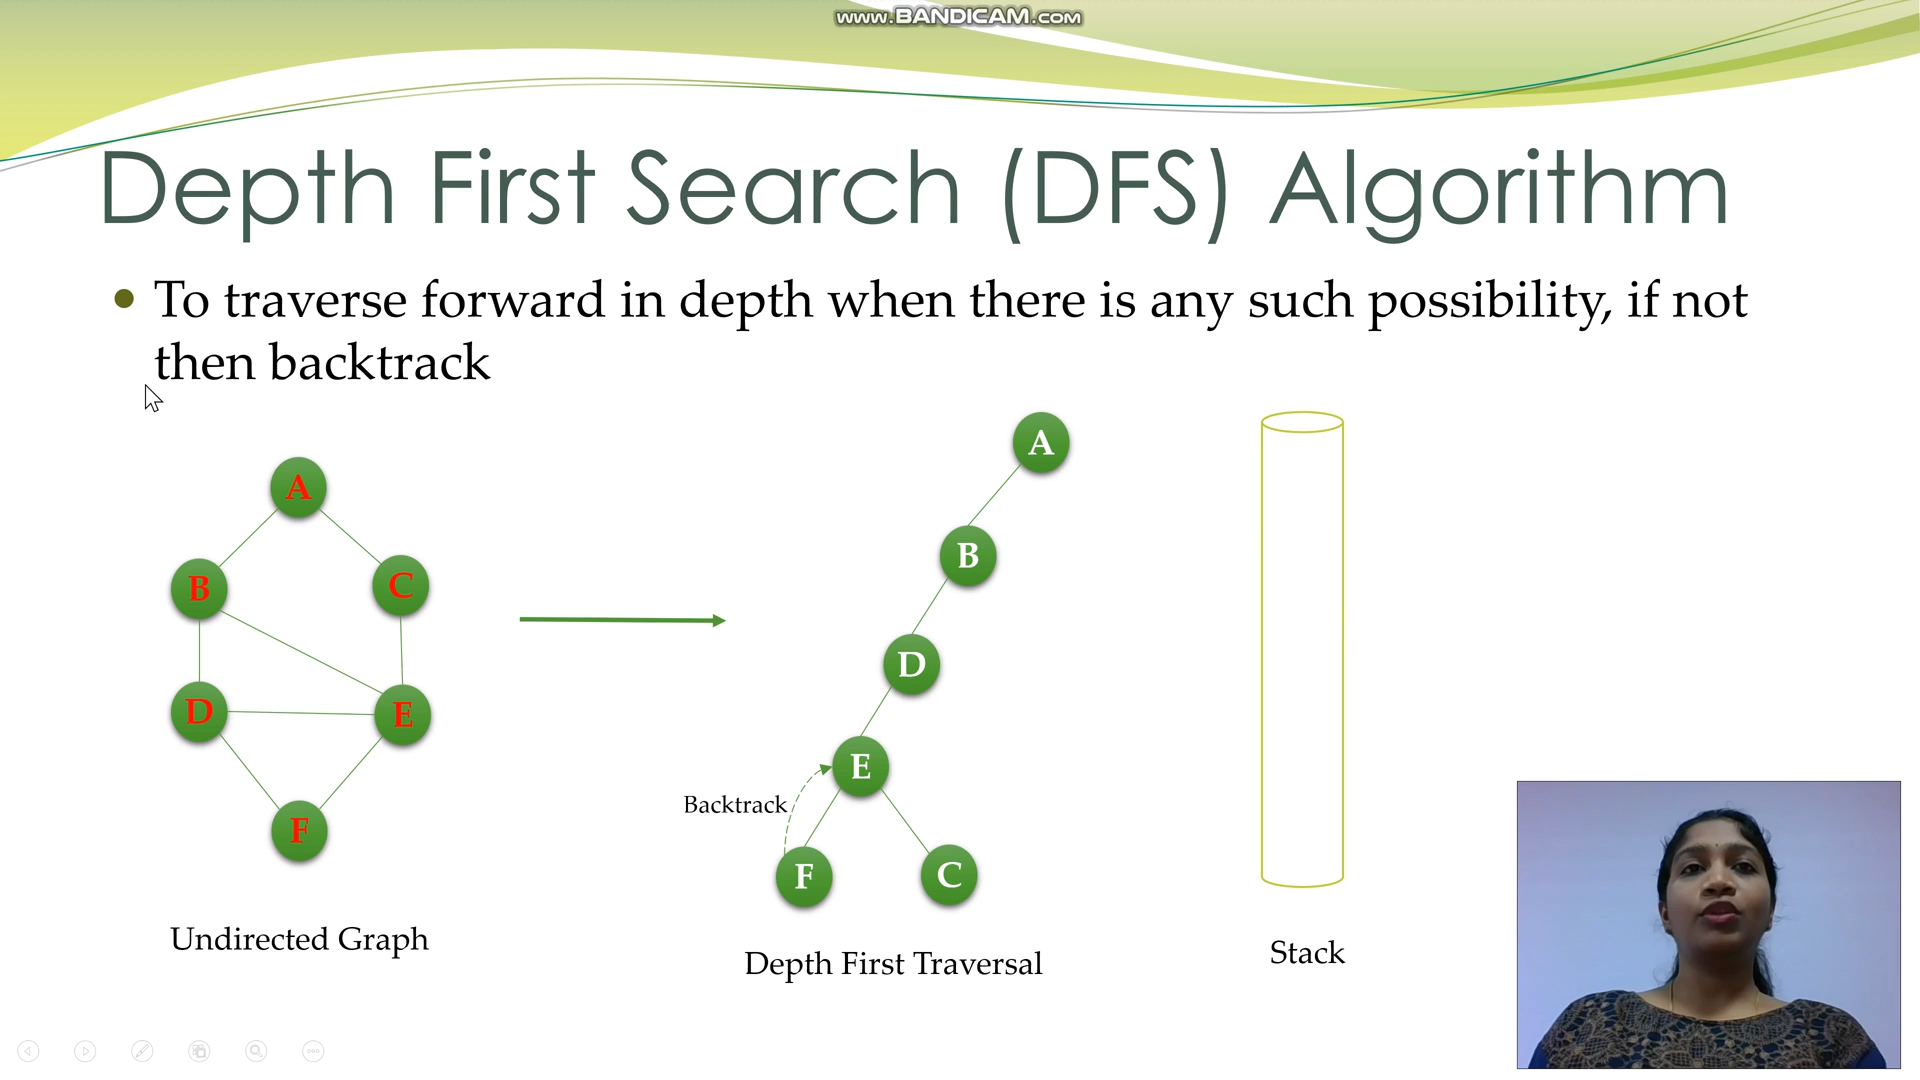 www.BANDICAM.com
Depth First Search (DFS) Algorithm
To traverse forward in depth when there is any such possibility, if not
then backtrack
A
B
C
D
E
F
Undirected Graph
A
B
D
E
Backtrack
F
C
Depth First Traversal
Stack